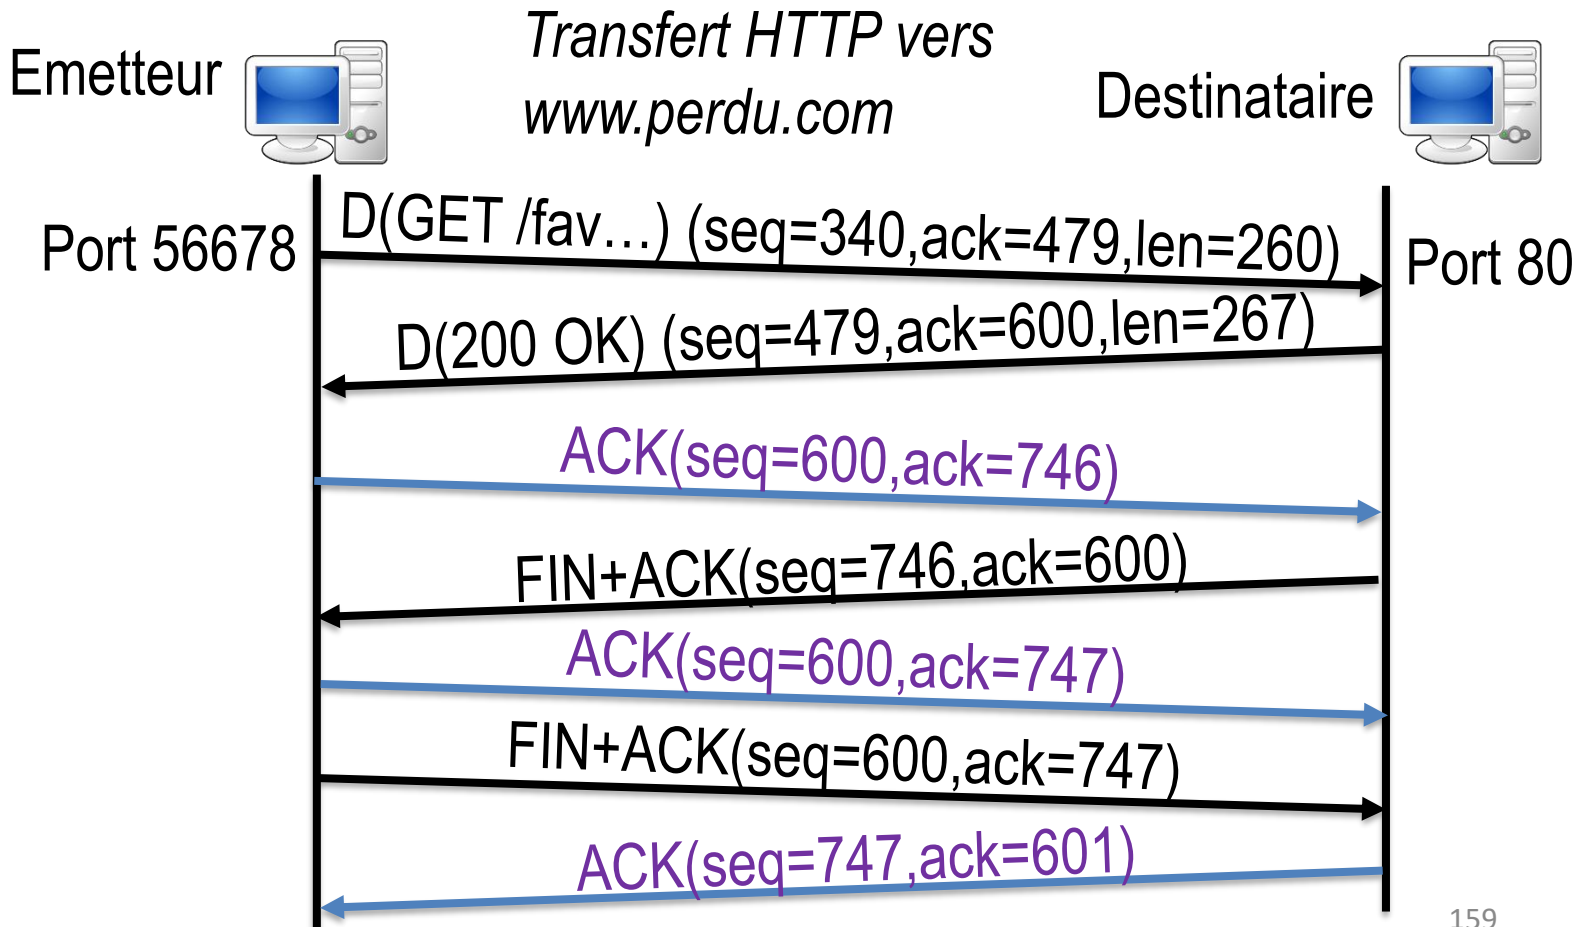 Transfert HTTP vers
www.perdu.com
Emetteur
Destinataire
Port 56678
D(GET /fav…) (seq=340,ack=479,len=260)
Port 80
D(200 OK) (seq=479,ack=600,len=267)
ACK(seq=600,ack=746)
FIN+ACK(seq=746,ack=600)
ACK(seq=600,ack=747)
FIN+ACK(seq=600,ack=747)
ACK(seq=747,ack=601)
159